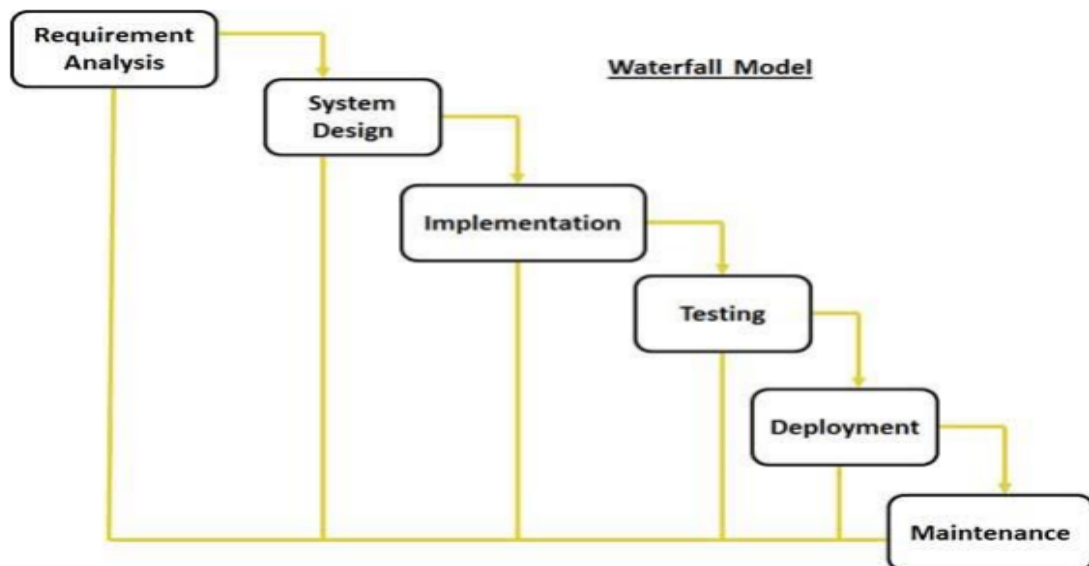 Requirement
Analysis
Waterfall Model
System
Design
Implementation
Testing
Deployment
Maintenance